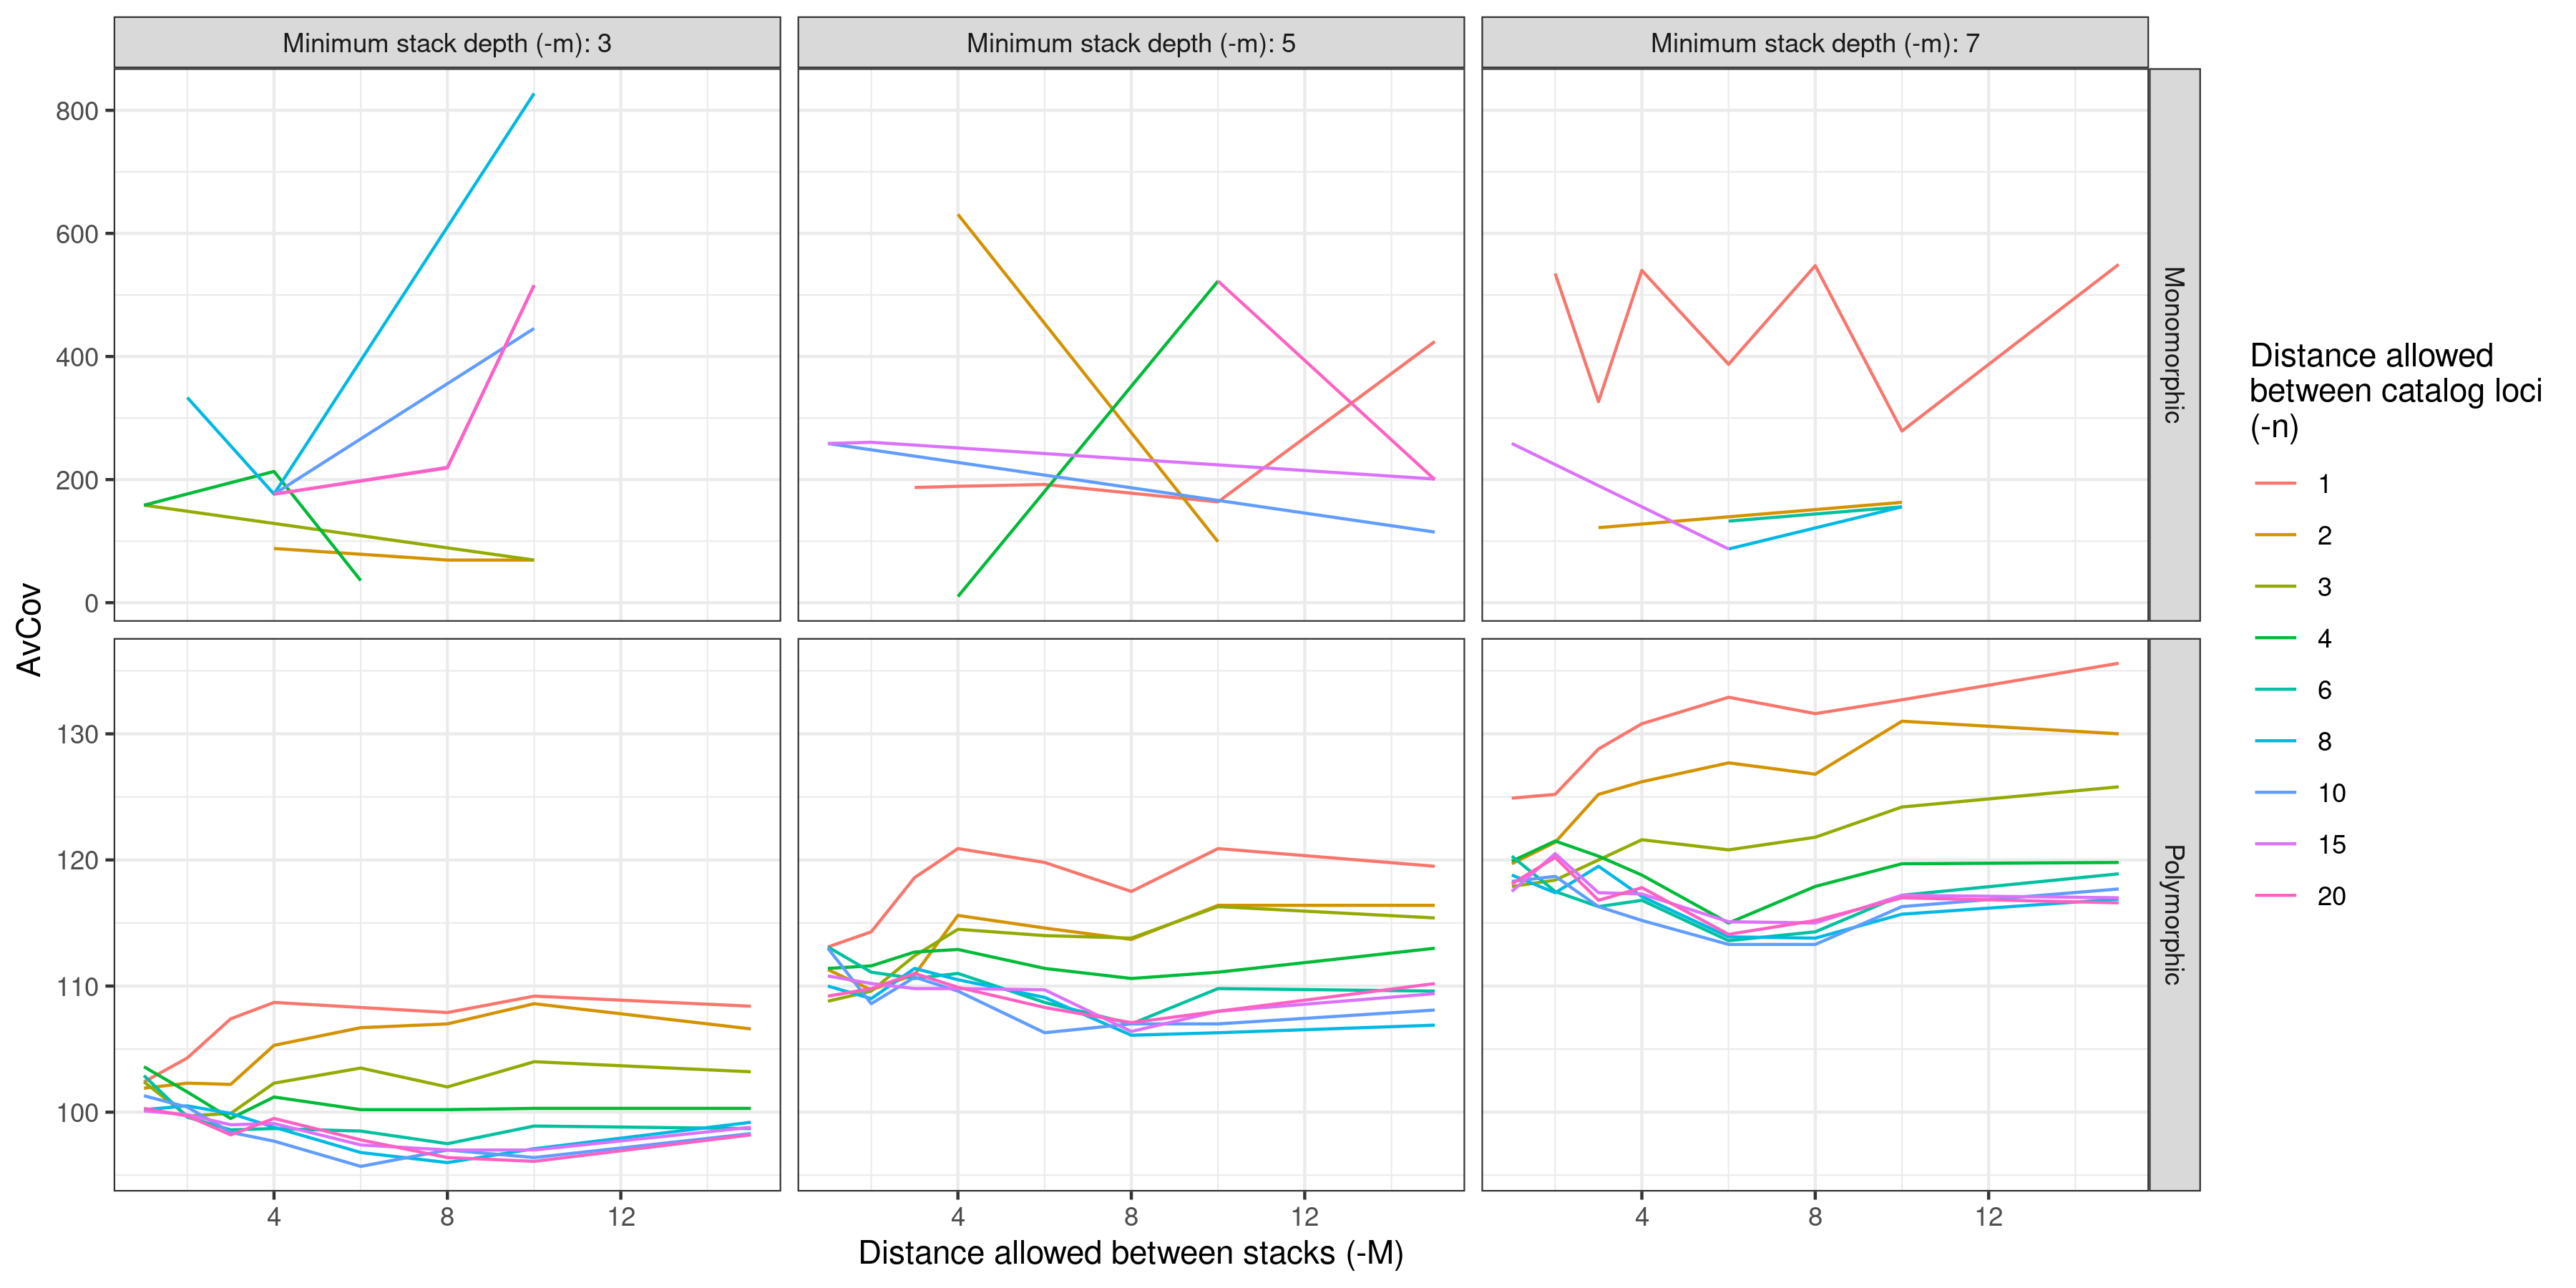 Minimum stack depth (-m): 3
Minimum stack depth (-m): 5
Minimum stack depth (-m): 7
800
600
400
200
0
Monomorphic
AvCov
130
120
110
100
Polymorphic
4
8
12
4
8
12
4
8
12
Distance allowed between stacks (-M)
Distance allowed
between catalog loci
(-n)
1
2
3
4
6
8
10
15
20